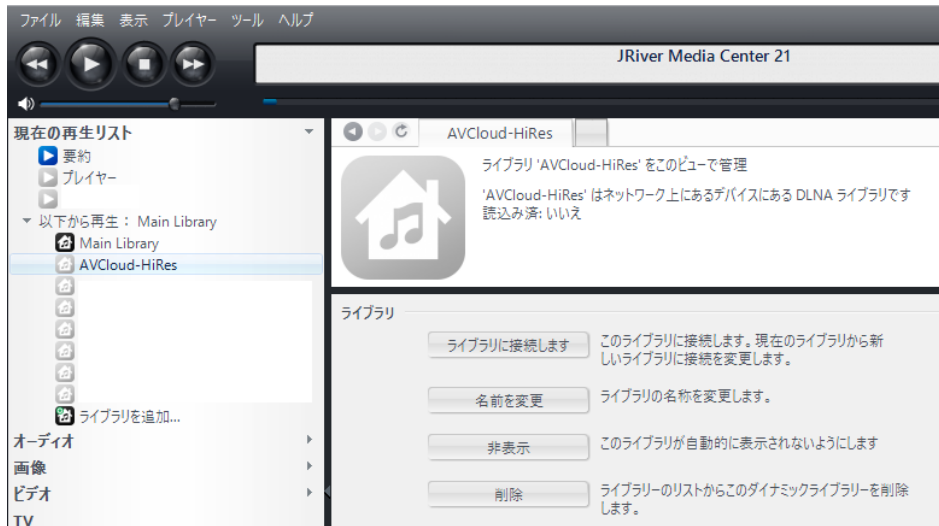 ファイル 編集 表示 プレイヤー ツール ヘルプ
JRiver Media Center 21
現在の再生リスト
要約
プレイヤー
以下から再生： Main Library
Main Library
AVCloud-HiRes
ライブラリを追加...
オーディオ
画像
ビデオ
TV
AVCloud-HiRes
ライブラリ 'AVCloud-HiRes' をこのビューで管理
'AVCloud-HiRes' はネットワーク上にあるデバイスにある DLNA ライブラリです
読込み済: いいえ
ライブラリ
ライブラリに接続します
このライブラリに接続します。現在のライブラリから新
しいライブラリに接続を変更します。
名前を変更
ライブラリの名称を変更します。
非表示
このライブラリが自動的に表示されないようにします
削除
ライブラリーのリストからこのダイナミックライブラリーを削除
します。